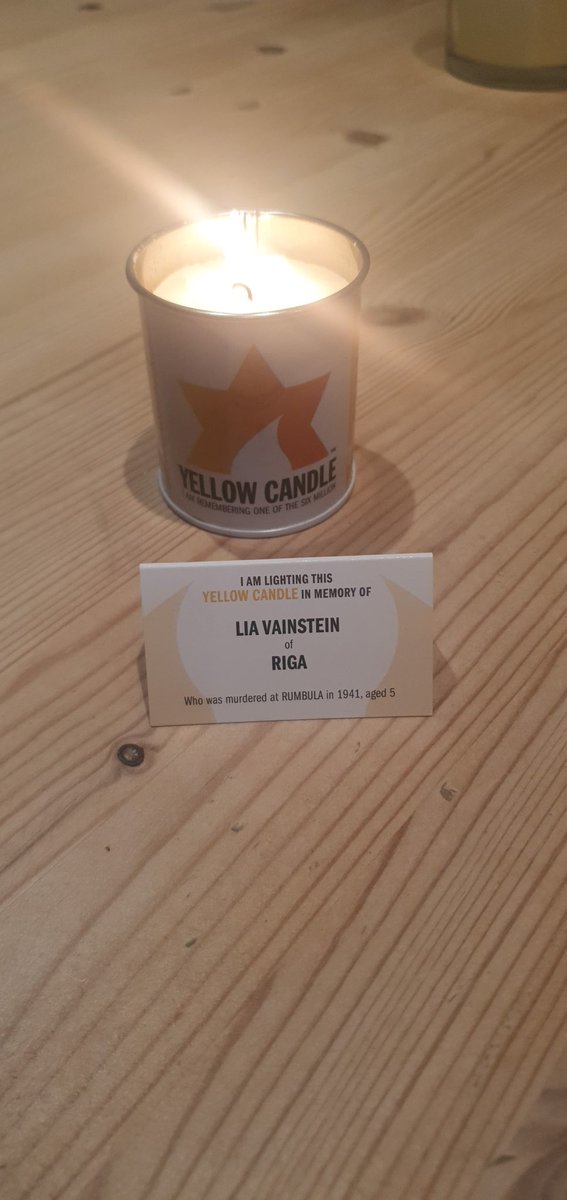 YELLOW CANDLE™
I AM REMEMBERING ONE OF THE SIX MILLION
I AM LIGHTING THIS
YELLOW CANDLE IN MEMORY OF
LIA VAINSTEIN
of
RIGA
Who was murdered at RUMBULA in 1941, aged 5